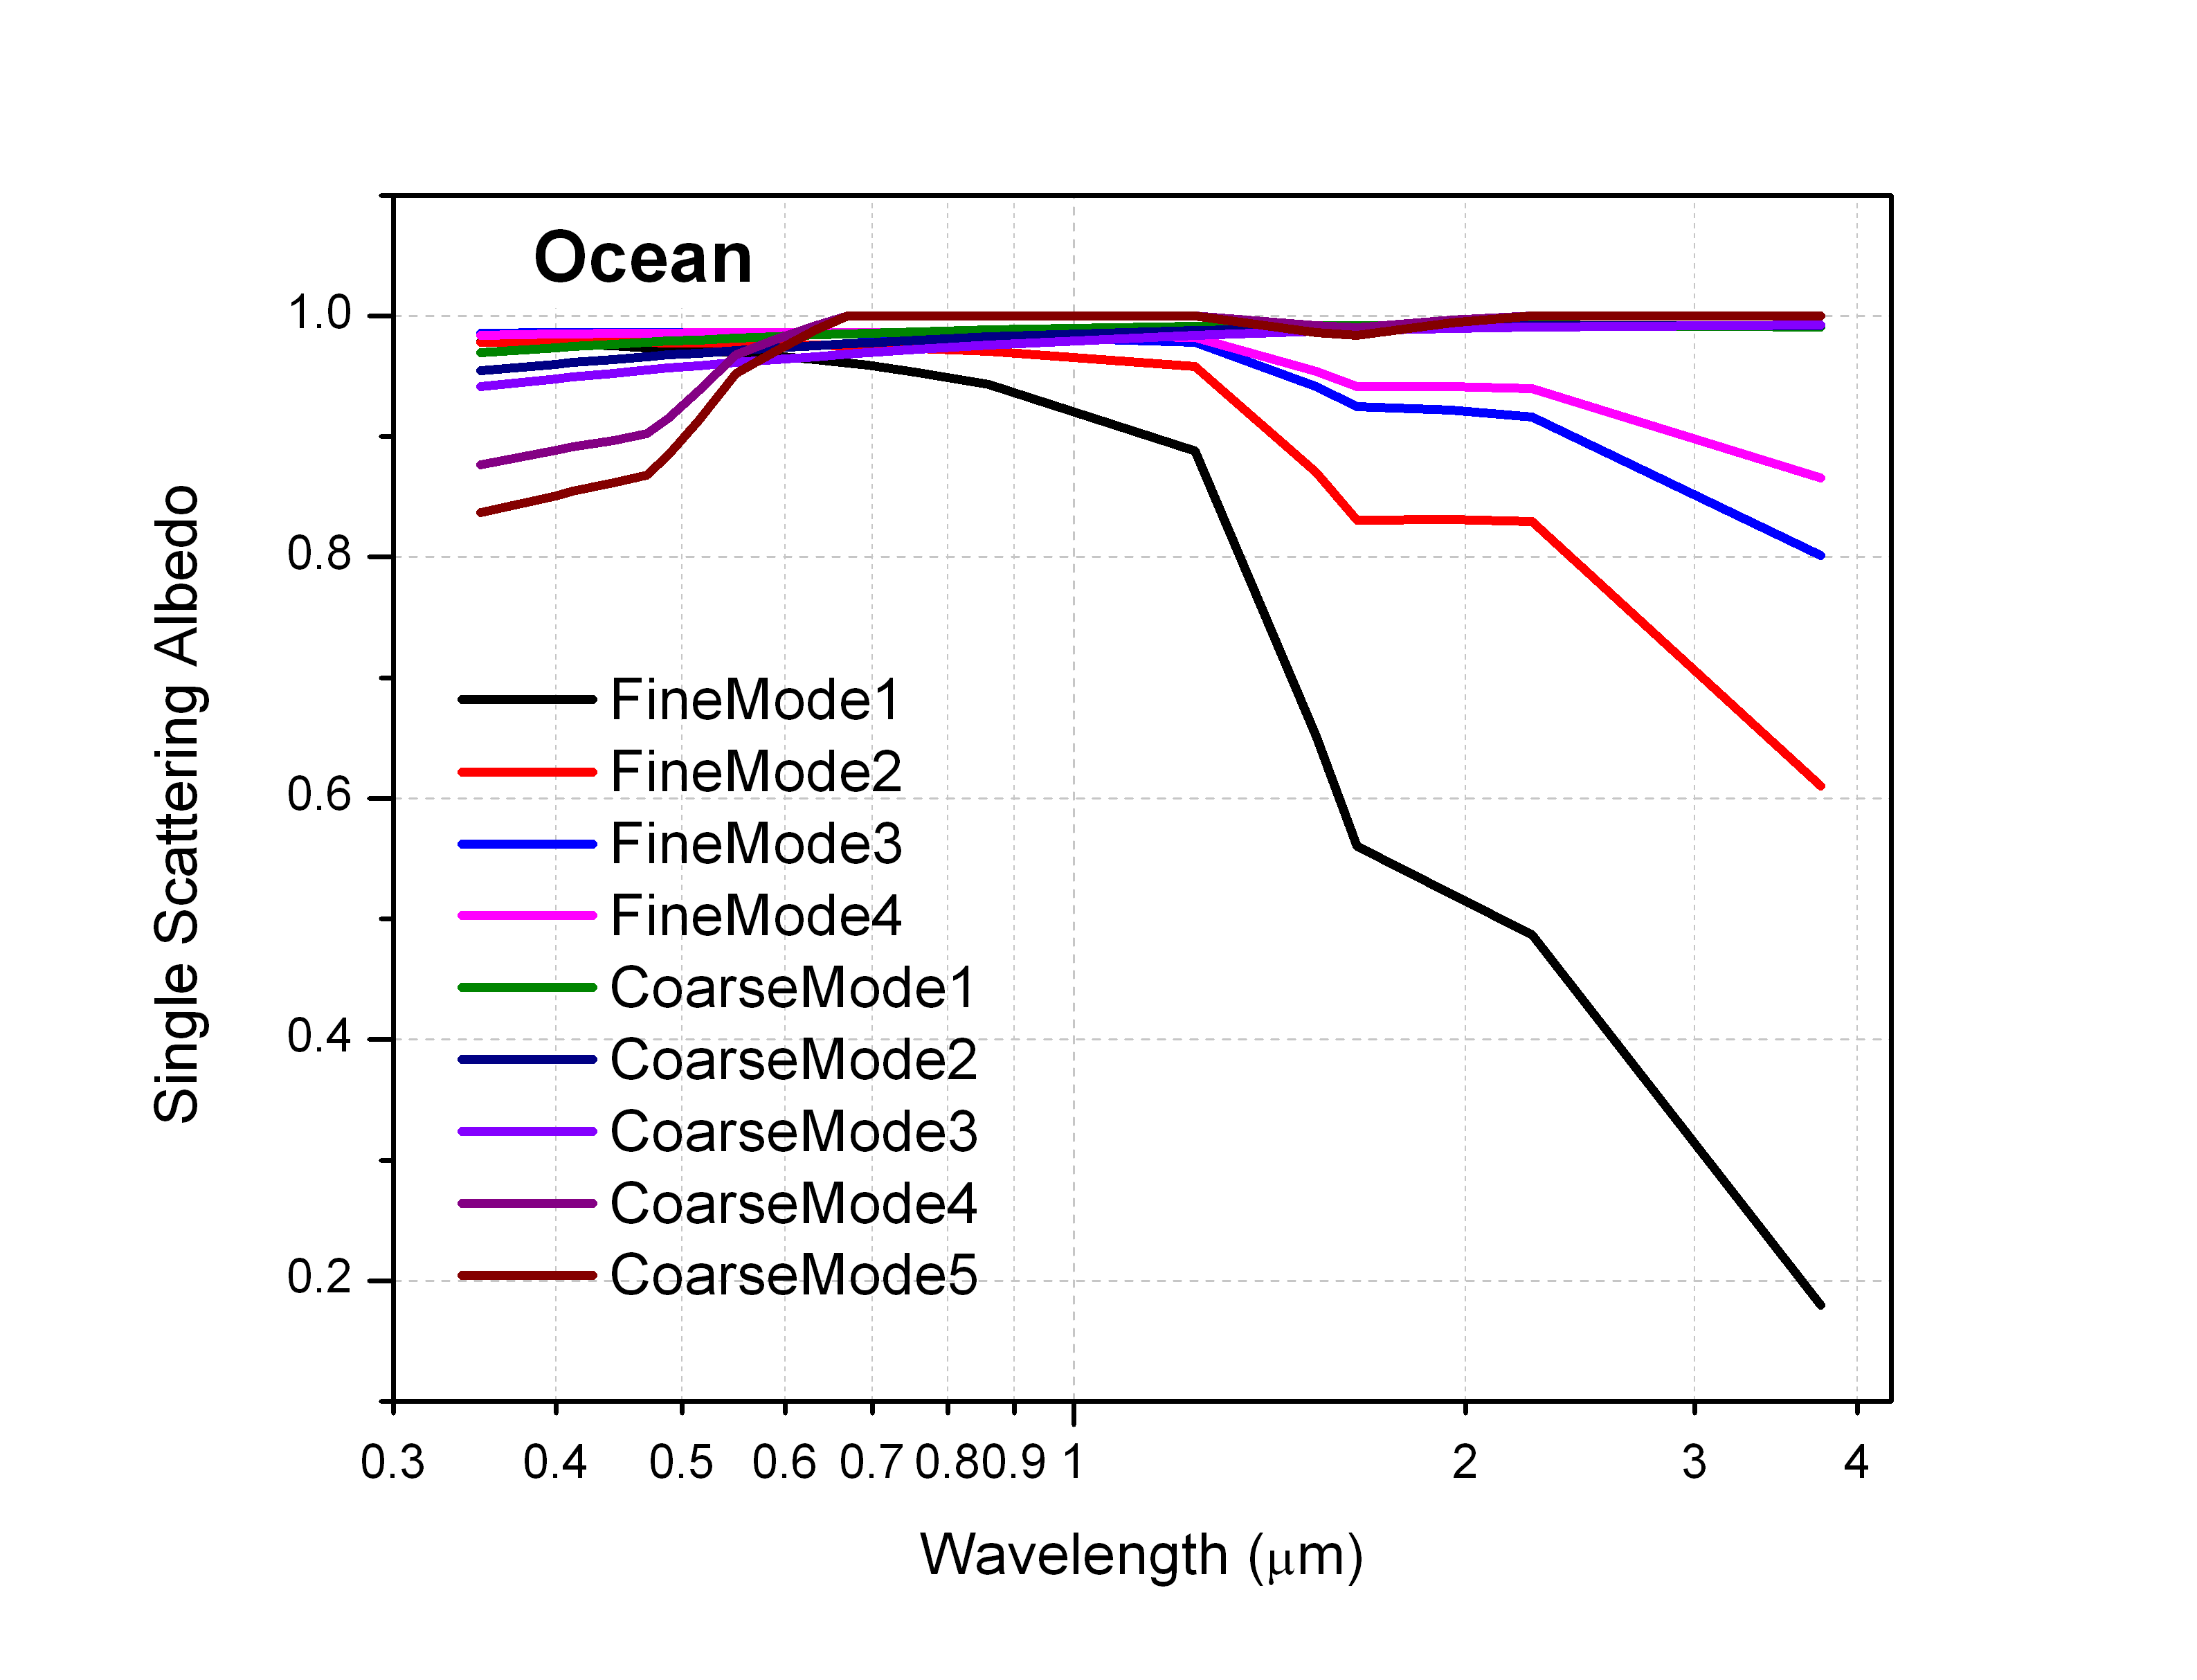 Ocean
1.0
0.8
0.6
0.4
0.2
Single Scattering Albedo
FineMode1
FineMode2
FineMode3
FineMode4
CoarseMode1
CoarseMode2
CoarseMode3
CoarseMode4
CoarseMode5
0.3 0.4 0.5 0.6 0.7 0.8 0.9 1 2 3 4
Wavelength (μm)